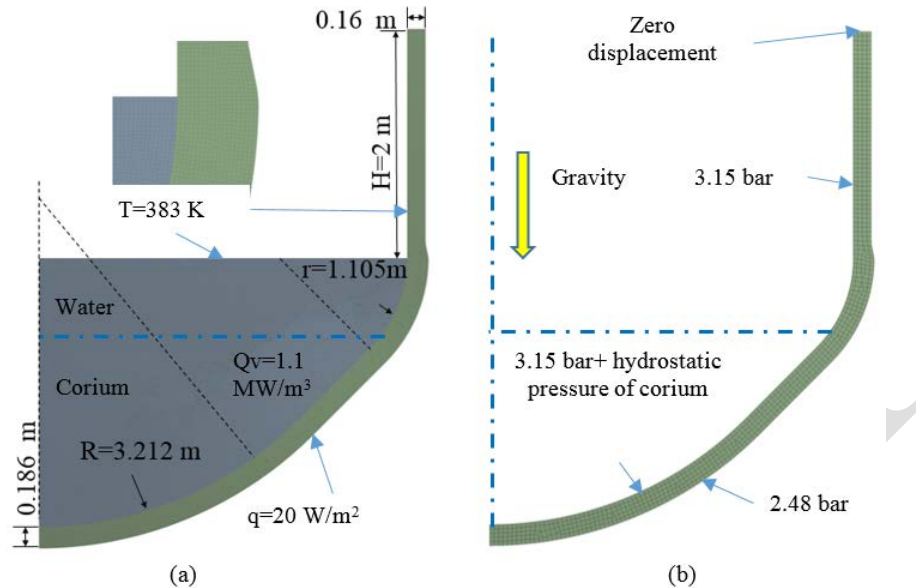 0.16 m
H=2 m
T=383 K
r=1.105m
Water
Qv=1.1
MW/m³
Corium
R=3.212 m
0.186 m
q=20 W/m²
(a)
Zero
displacement
Gravity
3.15 bar
3.15 bar+ hydrostatic
pressure of corium
2.48 bar
(b)